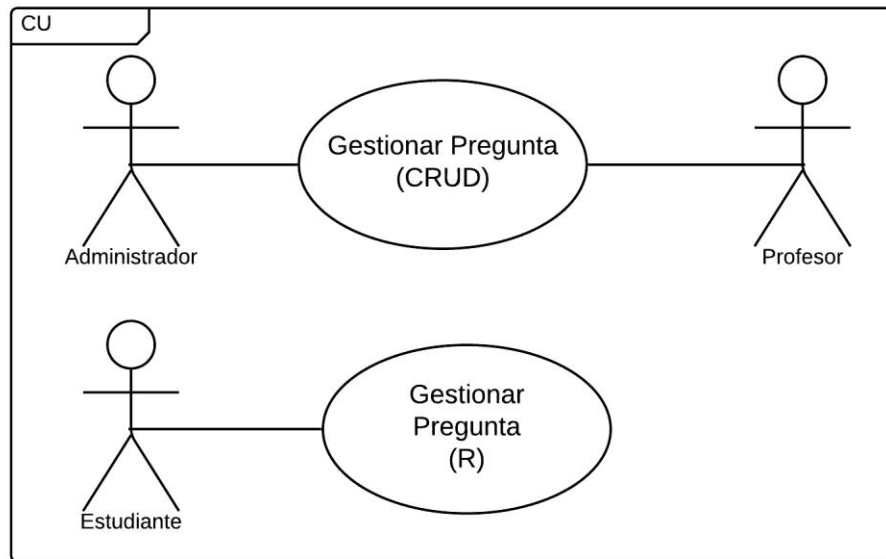 CU
Gestionar Pregunta
(CRUD)
Administrador
Profesor
Gestionar
Pregunta
(R)
Estudiante